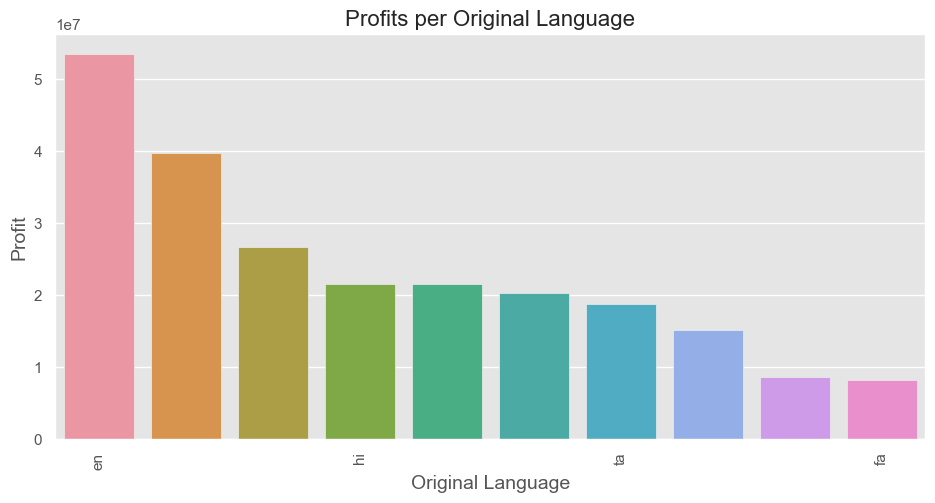 Profits per Original Language
1e7
5
4
3
2
1
0
Profit
en
hi
ta
fa
Original Language